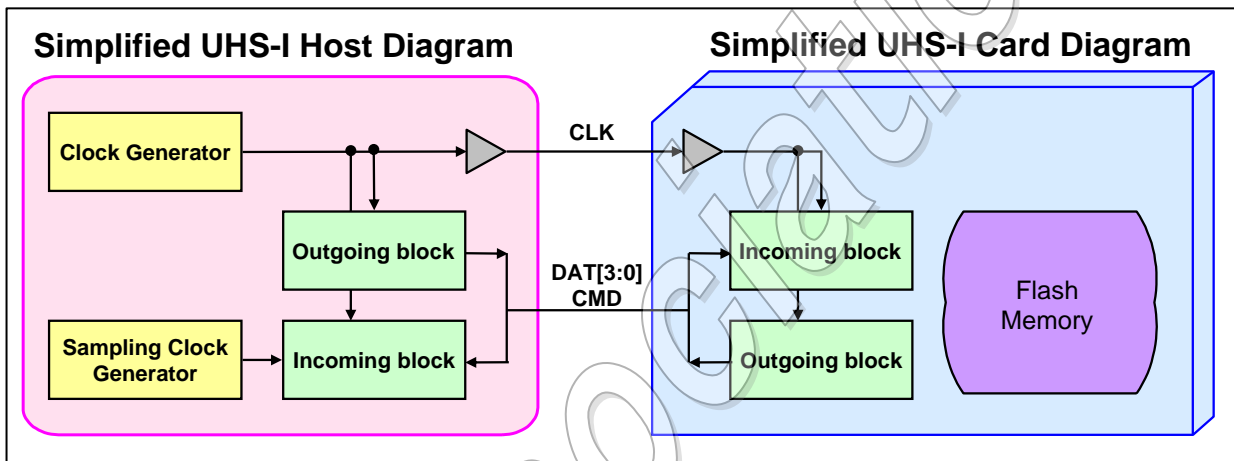 Simplified UHS-I Host Diagram
Simplified UHS-I Card Diagram
Clock Generator
CLK
Outgoing block
Incoming block
DAT[3:0]
CMD
Flash
Memory
Sampling Clock
Generator
Incoming block
Outgoing block